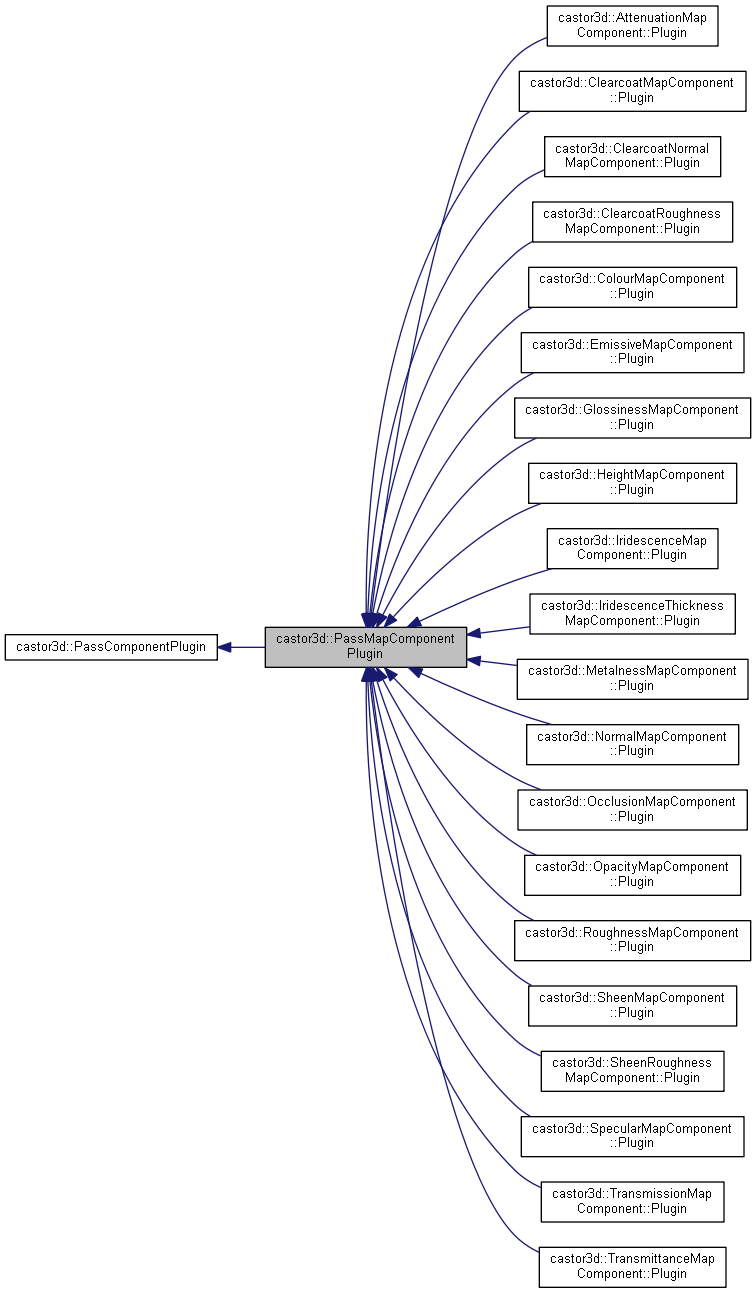 castor3d::AttenuationMap
Component::Plugin
castor3d::ClearcoatMapComponent
::Plugin
castor3d::ClearcoatNormal
MapComponent::Plugin
castor3d::ClearcoatRoughness
MapComponent::Plugin
castor3d::ColourMapComponent
::Plugin
castor3d::EmissiveMapComponent
::Plugin
castor3d::GlossinessMapComponent
::Plugin
castor3d::HeightMapComponent
::Plugin
castor3d::IridescenceMap
Component::Plugin
castor3d::IridescenceThickness
MapComponent::Plugin
castor3d::PassComponentPlugin
castor3d::PassMapComponent
Plugin
castor3d::MetalnessMapComponent
::Plugin
castor3d::NormalMapComponent
::Plugin
castor3d::OcclusionMapComponent
::Plugin
castor3d::OpacityMapComponent
::Plugin
castor3d::RoughnessMapComponent
::Plugin
castor3d::SheenMapComponent
::Plugin
castor3d::SheenRoughness
MapComponent::Plugin
castor3d::SpecularMapComponent
::Plugin
castor3d::TransmissionMap
Component::Plugin
castor3d::TransmittanceMap
Component::Plugin